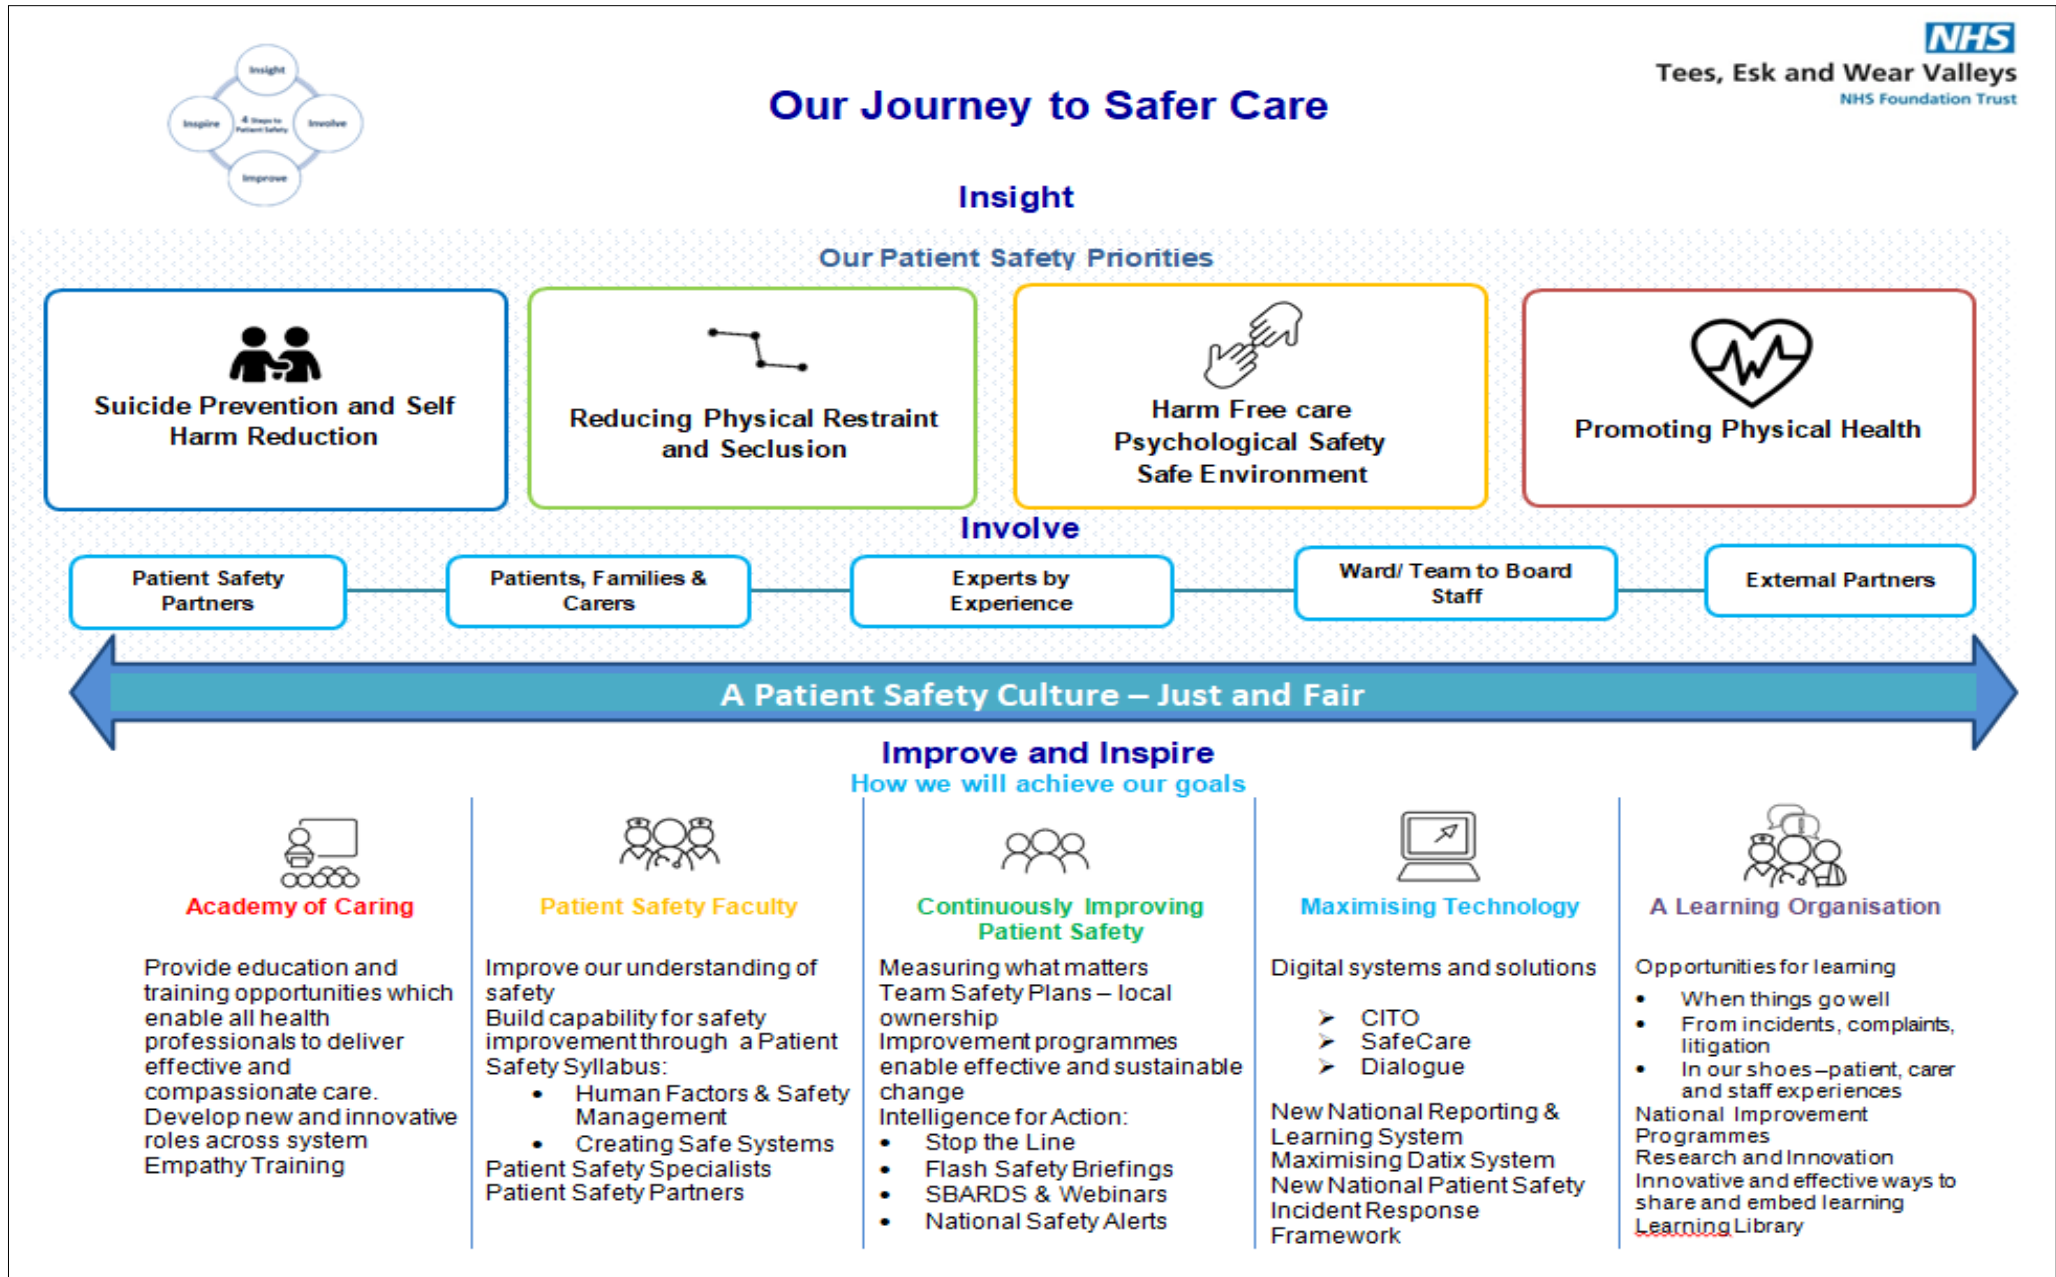 Insight
Inspire
4 Steps to
Patient Safety
Involve
Improve
Our Journey to Safer Care
NHS
Tees, Esk and Wear Valleys
NHS Foundation Trust
Insight
Our Patient Safety Priorities
Suicide Prevention and Self
Harm Reduction
Reducing Physical Restraint
and Seclusion
Harm Free care
Psychological Safety
Safe Environment
Promoting Physical Health
Involve
Patient Safety
Partners
Patients, Families &
Carers
Experts by
Experience
Ward/ Team to Board
Staff
External Partners
A Patient Safety Culture – Just and Fair
Improve and Inspire
How we will achieve our goals
Academy of Caring
Provide education and
training opportunities which
enable all health
professionals to deliver
effective and
compassionate care.
Develop new and innovative
roles across system
Empathy Training
Patient Safety Faculty
Improve our understanding of
safety
Build capability for safety
improvement through a Patient
Safety Syllabus:
• Human Factors & Safety
Management
• Creating Safe Systems
Patient Safety Specialists
Patient Safety Partners
Continuously Improving
Patient Safety
Measuring what matters
Team Safety Plans – local
ownership
Improvement programmes
enable effective and sustainable
change
Intelligence for Action:
• Stop the Line
• Flash Safety Briefings
• SBARDS & Webinars
• National Safety Alerts
Maximising Technology
Digital systems and solutions
➢ CITO
➢ SafeCare
➢ Dialogue
New National Reporting &
Learning System
Maximising Datix System
New National Patient Safety
Incident Response
Framework
A Learning Organisation
Opportunities for learning
• When things go well
• From incidents, complaints,
litigation
• In our shoes –patient, carer
and staff experiences
National Improvement
Programmes
Research and Innovation
Innovative and effective ways to
share and embed learning
Learning Library